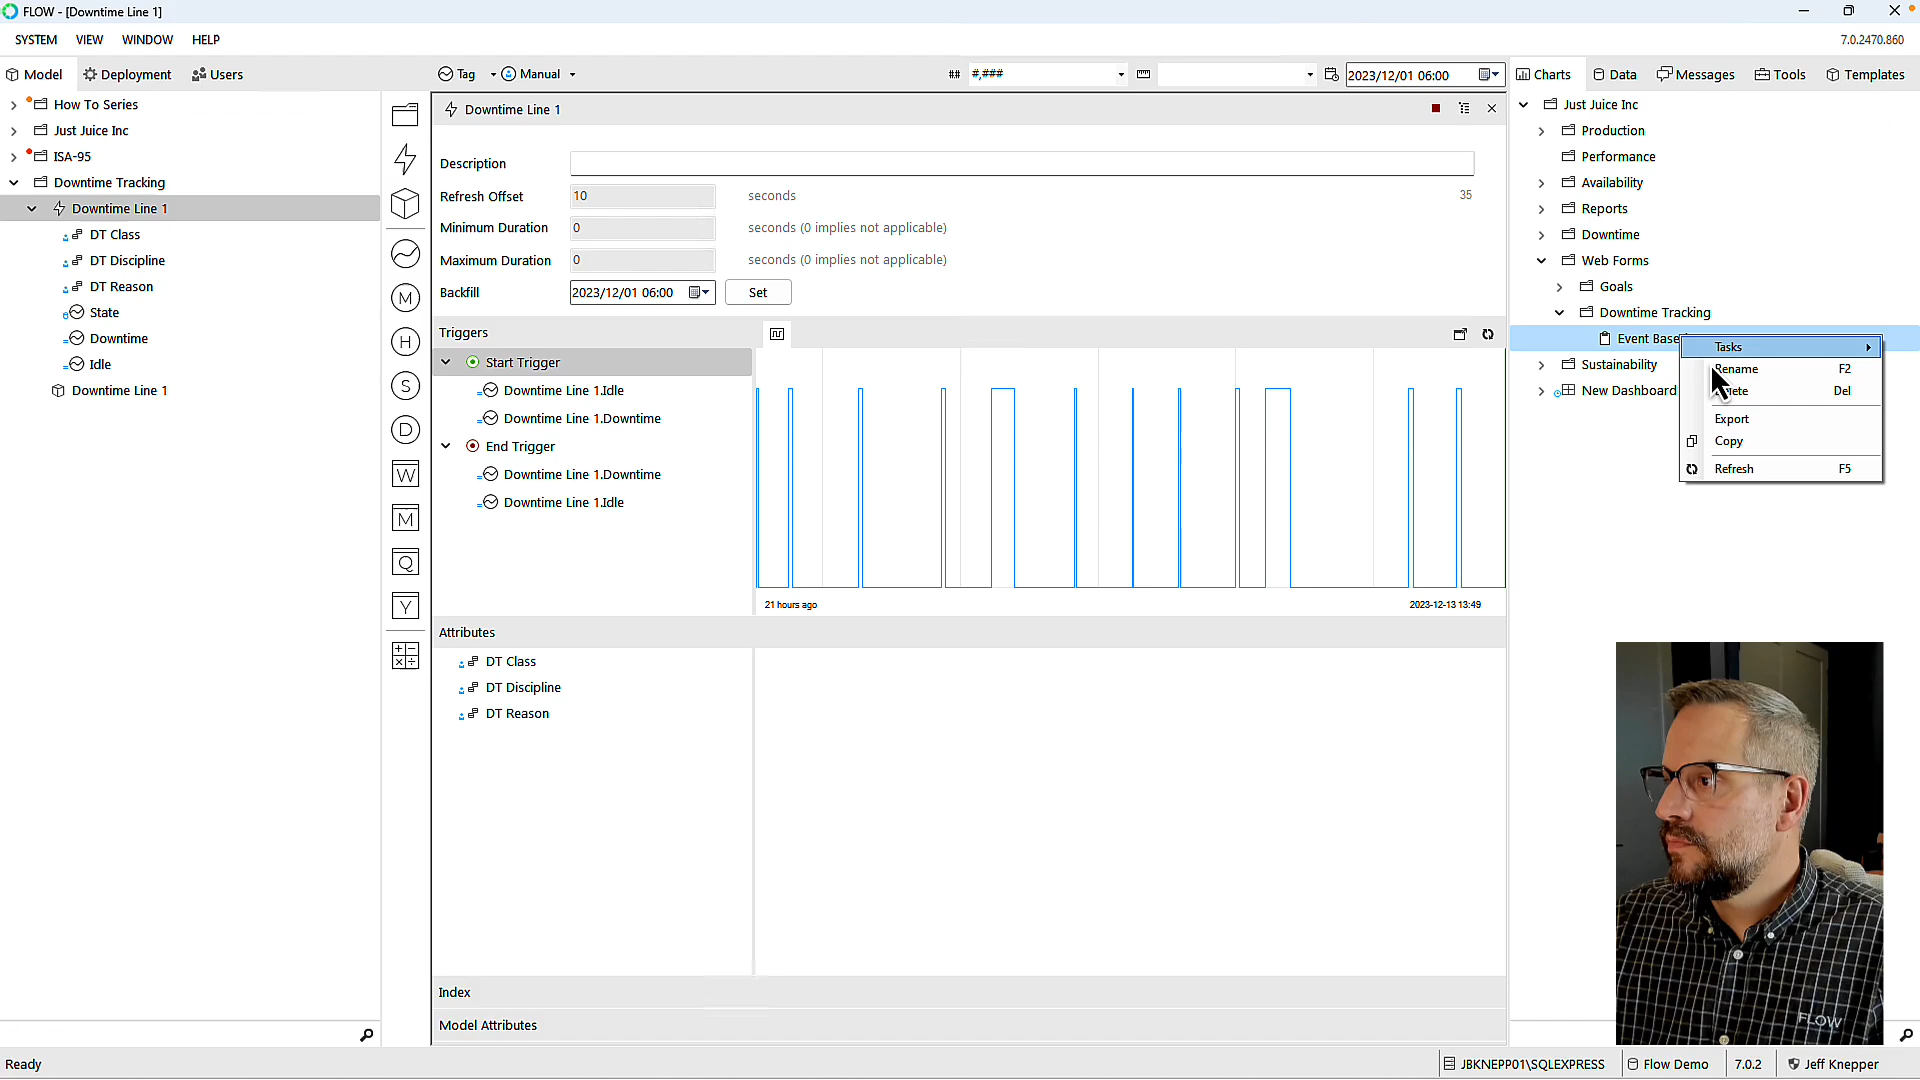 FLOW - [Downtime Line 1]
SYSTEM VIEW WINDOW HELP
7.0.2470.860
Model Deployment Users
Tag Manual
#,###
2023/12/01 06:00
Charts Data Messages Tools Templates
How To Series
Just Juice Inc
ISA-95
Downtime Tracking
Downtime Line 1
DT Class
DT Discipline
DT Reason
State
Downtime
Idle
Downtime Line 1
M
H
S
D
W
M
Q
Y
Downtime Line 1
Description
Refresh Offset 10 seconds 35
Minimum Duration 0 seconds (0 implies not applicable)
Maximum Duration 0 seconds (0 implies not applicable)
Backfill 2023/12/01 06:00 Set
Triggers
Start Trigger
Downtime Line 1.Idle
Downtime Line 1.Downtime
End Trigger
Downtime Line 1.Downtime
Downtime Line 1.Idle
21 hours ago 2023-12-13 13:49
Attributes
DT Class
DT Discipline
DT Reason
Index
Model Attributes
Just Juice Inc
Production
Performance
Availability
Reports
Downtime
Web Forms
Goals
Downtime Tracking
Event Base
Sustainability
New Dashboard
Tasks
Rename F2
lete Del
Export
Copy
Refresh F5
FLOW
Ready
JBKNEPP01\SQLEXPRESS Flow Demo 7.0.2 Jeff Knepper